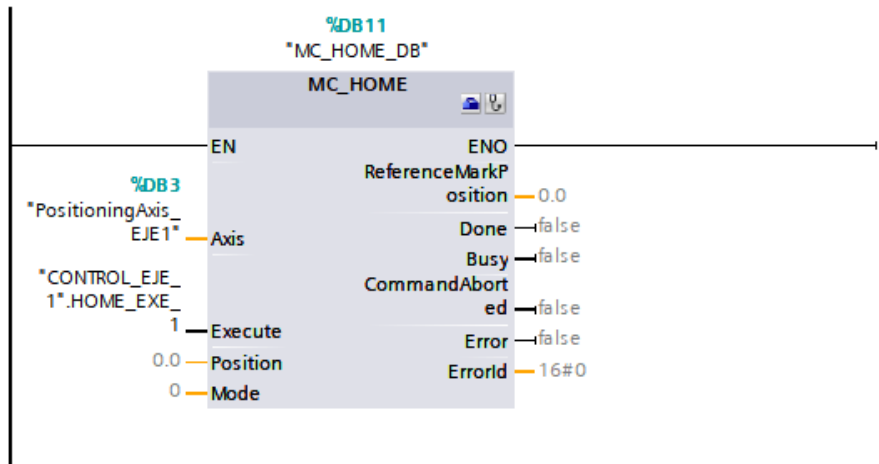 %DB11
"MC_HOME_DB"
MC_HOME
EN
ENO
ReferenceMarkP
osition
0.0
%DB3
"PositioningAxis_
EJE1"
Axis
Done
false
Busy
false
"CONTROL_EJE_
1".HOME_EXE_
1
Execute
CommandAbort
ed
false
Error
false
0.0
Position
ErrorId
16#0
0
Mode